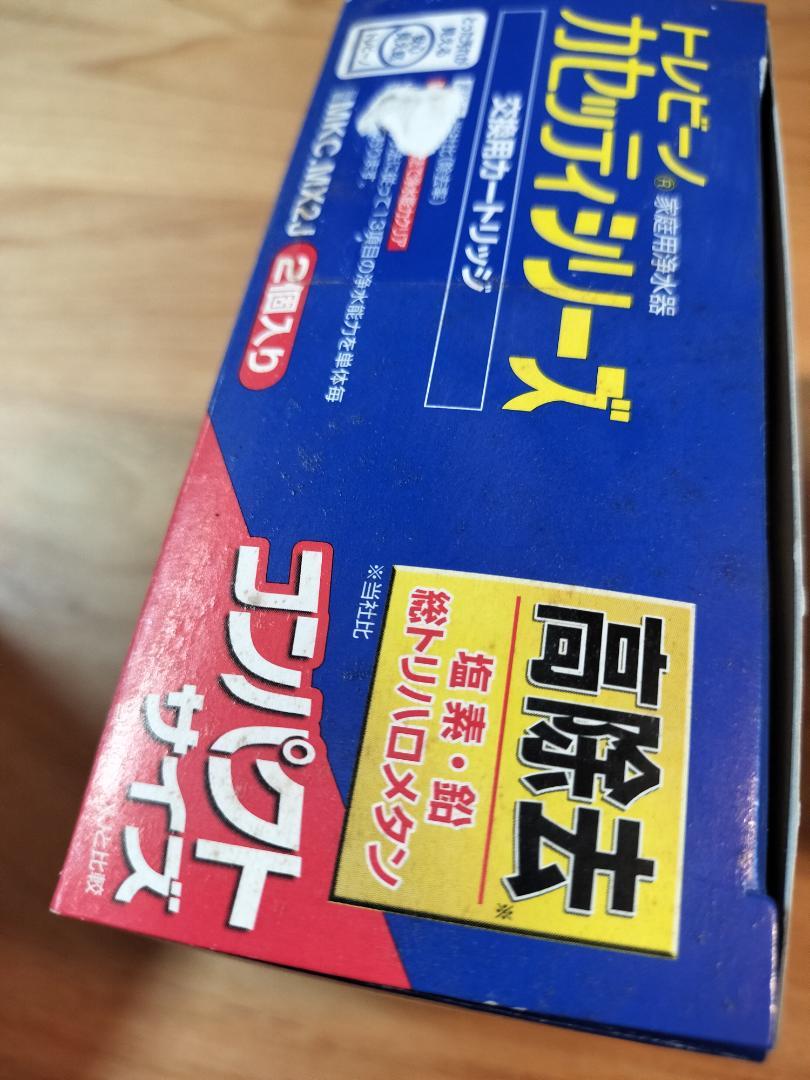 トレビーノ® 家庭用浄水器
カセッティシリーズ
交換用カートリッジ
13項目の浄水能力を単体毎
MKC.MX2J 2個入り
高除去※
塩素・鉛
総トリハロメタン
※当社比
コンパクト
サイズ
と比較